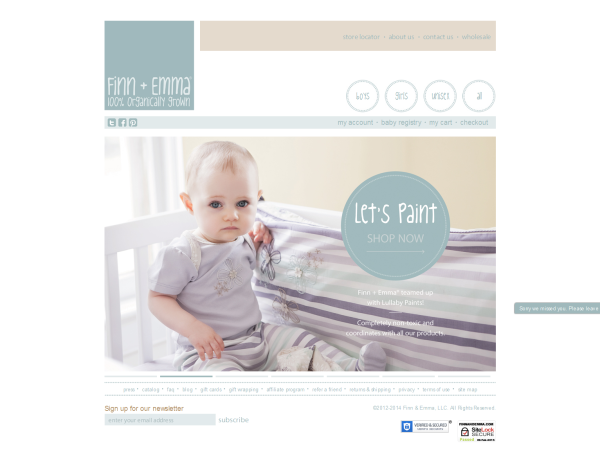 store locator • about us • contact us • wholesale
Finn + Emma
100% Organically grown
boys girls unisex all
my account • baby registry • my cart • checkout
Let's Paint
SHOP NOW
Finn + Emma® teamed up
with Lullaby Paints!
Completely non-toxic and
coordinates with all our products.
Sorry we missed you. Please leave
press • catalog • faq • blog • gift cards • gift wrapping • affiliate program • refer a friend • returns & shipping • privacy • terms of use • site map
Sign up for our newsletter
enter your email address subscribe
©2012-2014 Finn & Emma, LLC. All Rights Reserved
VERIFIED & SECURED
FINNANDEMMA.COM
SiteLock
SECURE